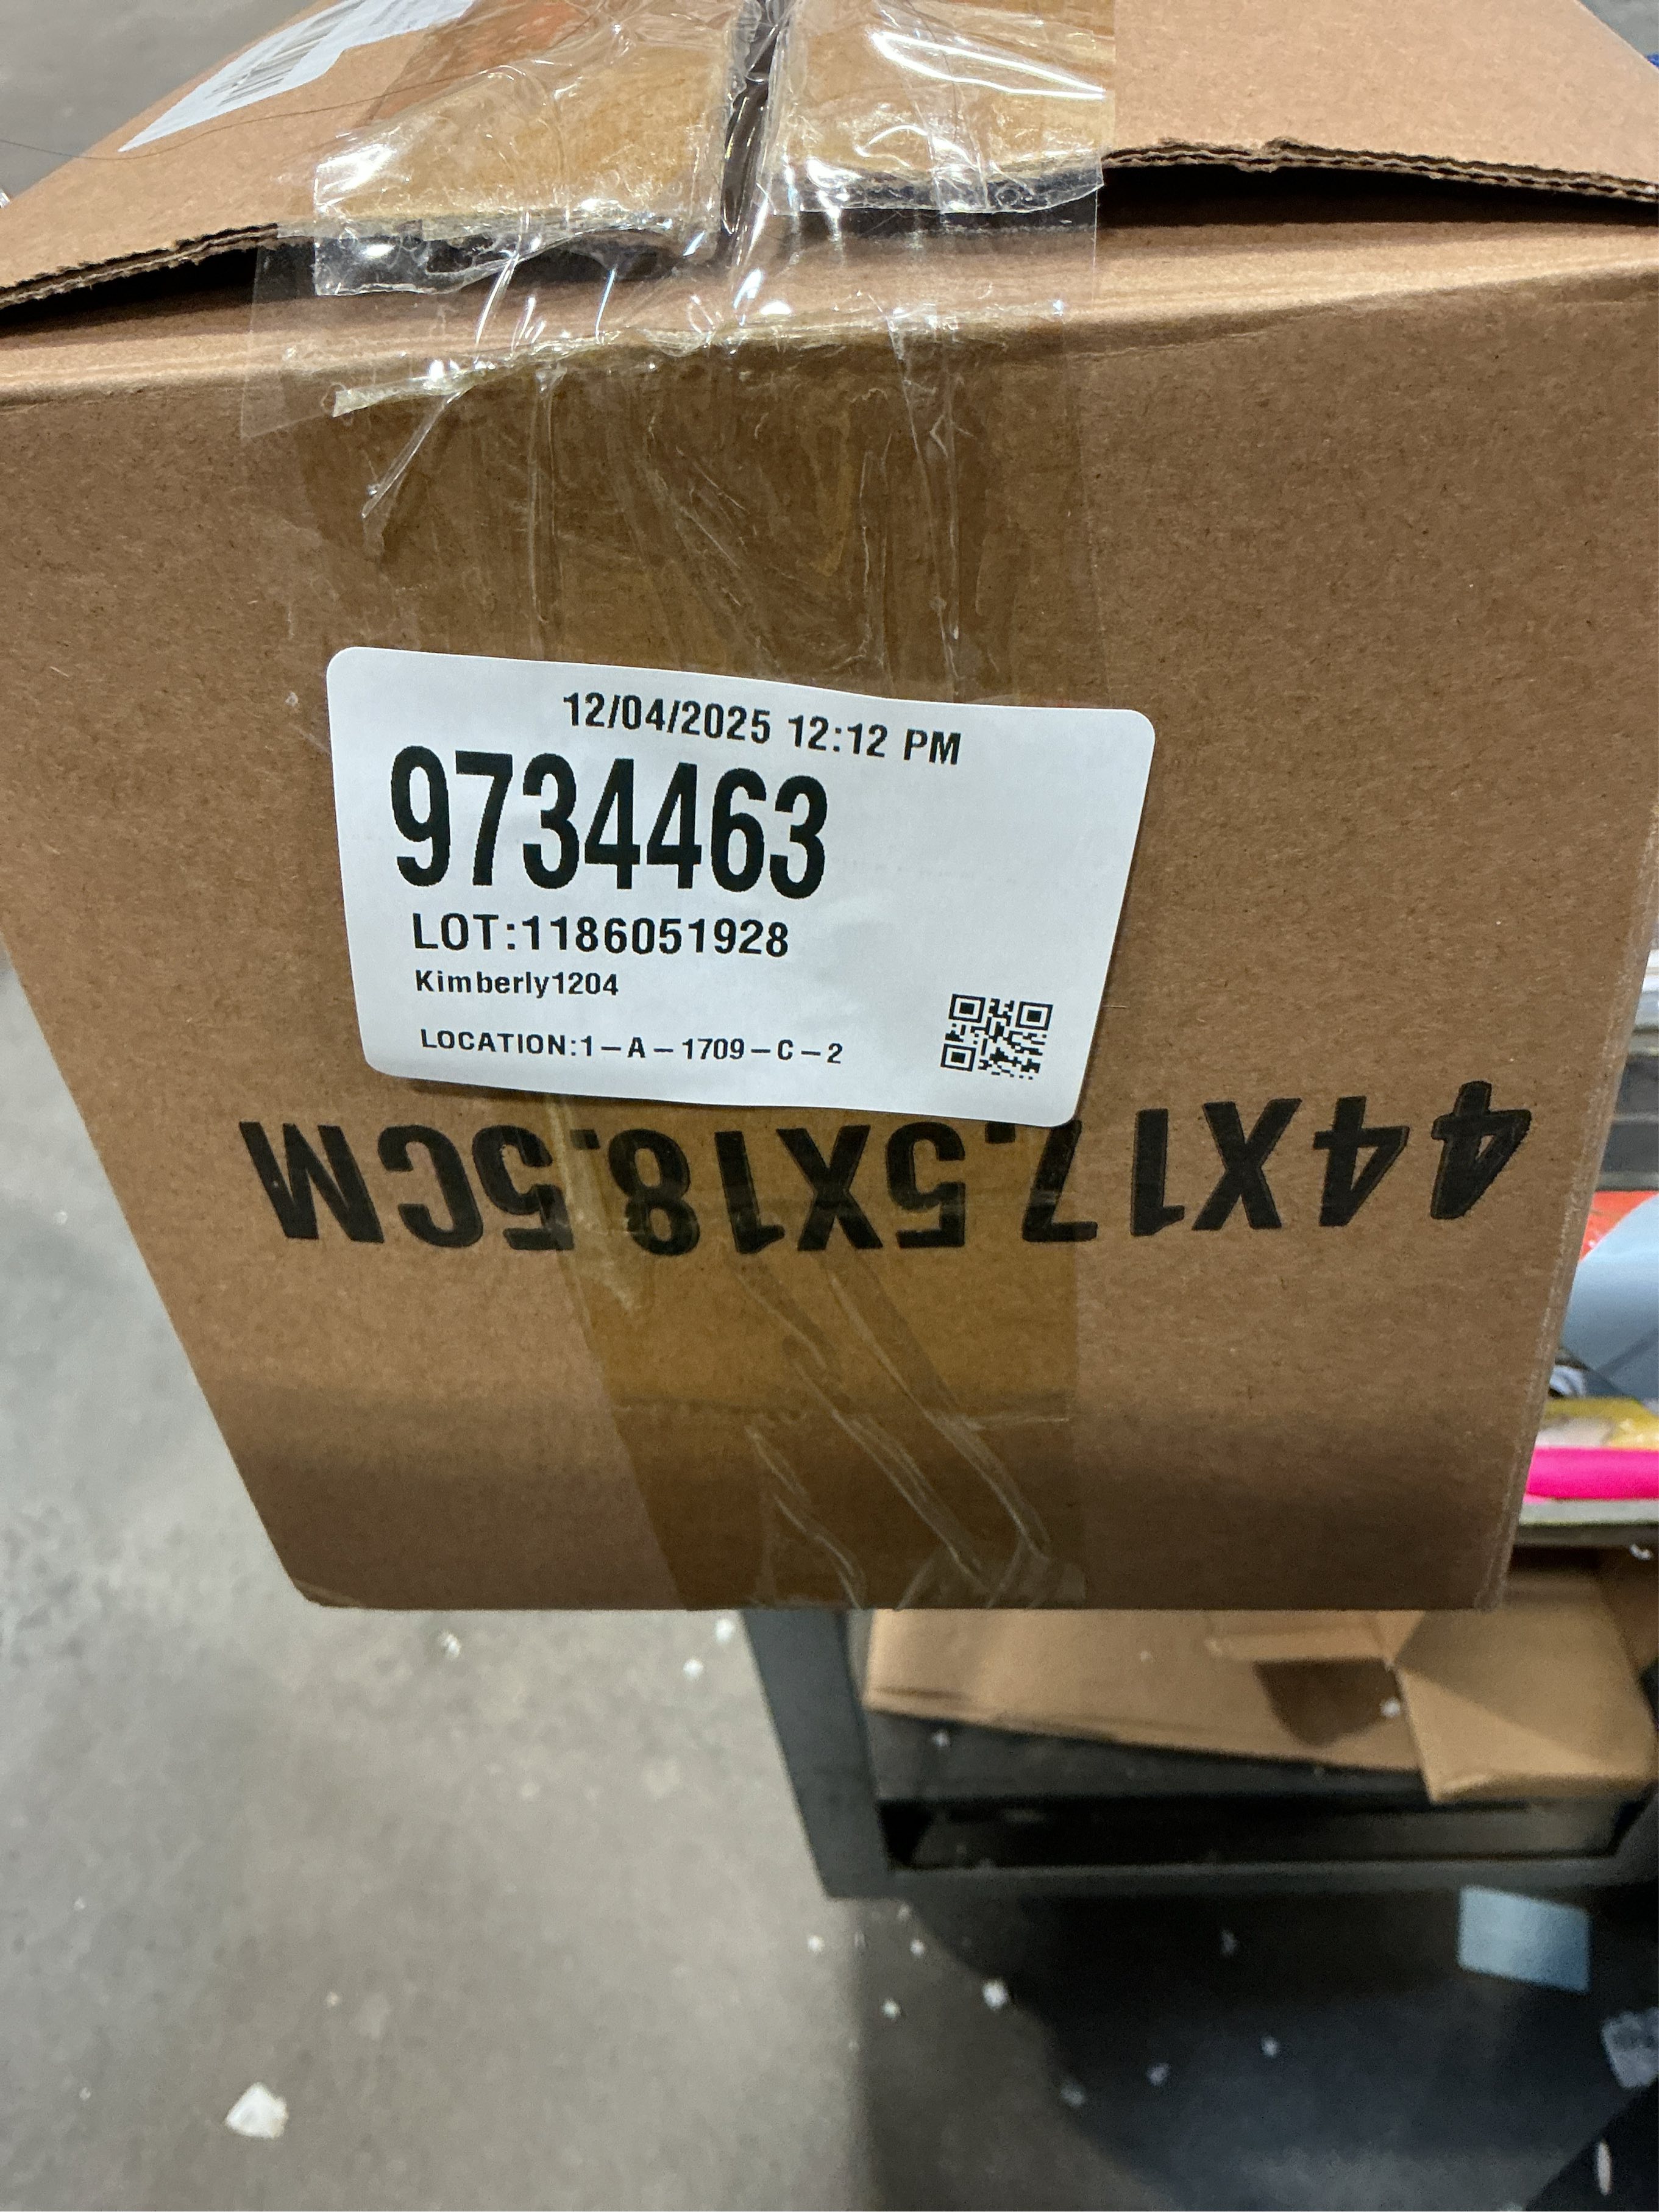 12/04/2025 12:12 PM
9734463
LOT:1186051928
Kimberly1204
LOCATION:1-A-1709-C-2
44X17.5X18.5CM